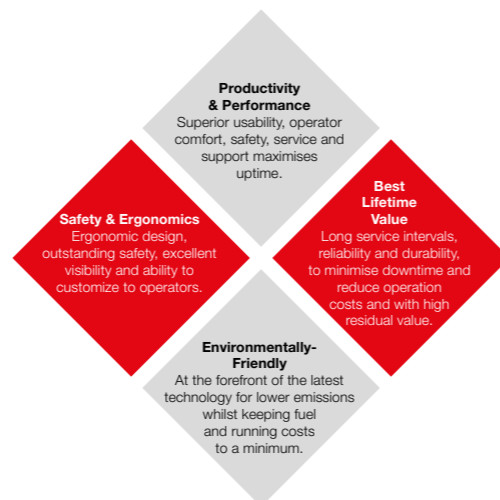 Productivity
& Performance
Superior usability, operator
comfort, safety, service and
support maximises
uptime.
Safety & Ergonomics
Ergonomic design,
outstanding safety, excellent
visibility and ability to
customize to operators.
Best
Lifetime
Value
Long service intervals,
reliability and durability,
to minimise downtime and
reduce operation
costs and with high
residual value.
Environmentally-
Friendly
At the forefront of the latest
technology for lower emissions
whilst keeping fuel
and running costs
to a minimum.